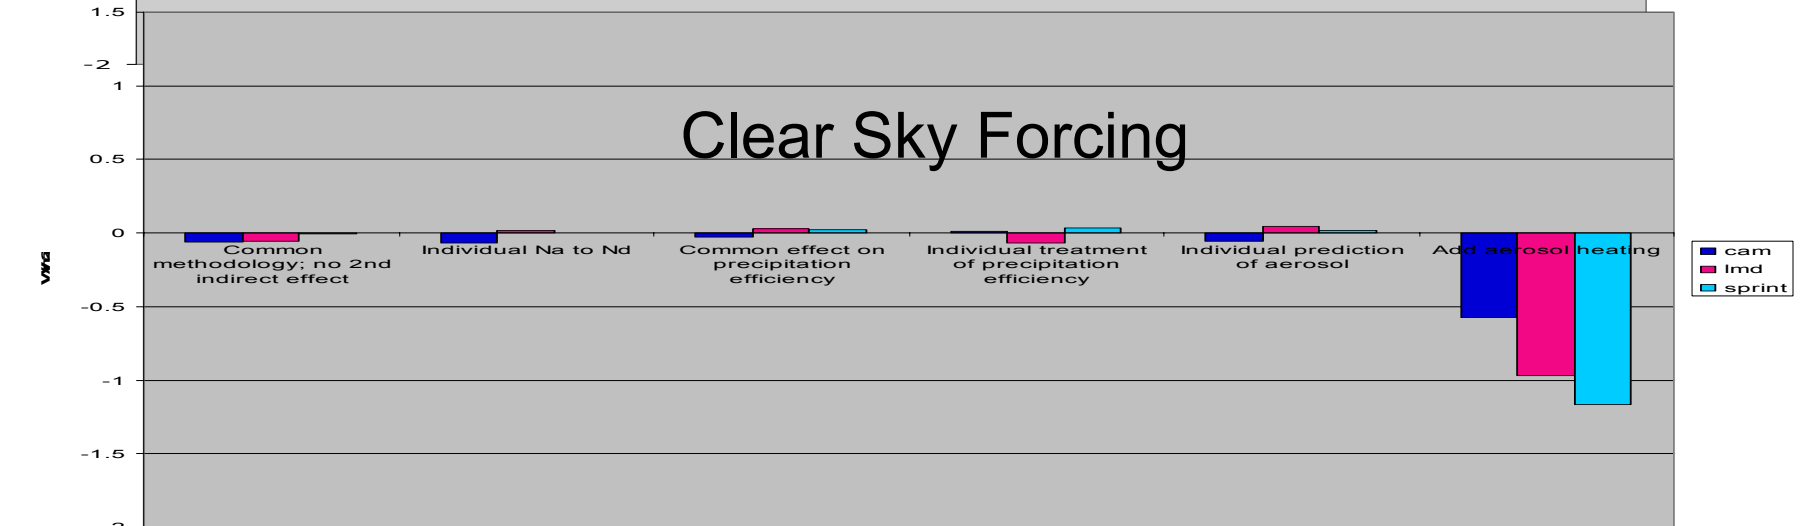 1.5
-2
1
Clear Sky Forcing
0.5
0
Common
methodology; no 2nd
indirect effect
Individual Na to Nd
Common effect on
precipitation
efficiency
Individual treatment
of precipitation
efficiency
Individual prediction
of aerosol
Add aerosol heating
cam
lmd
sprint
-0.5
-1
-1.5